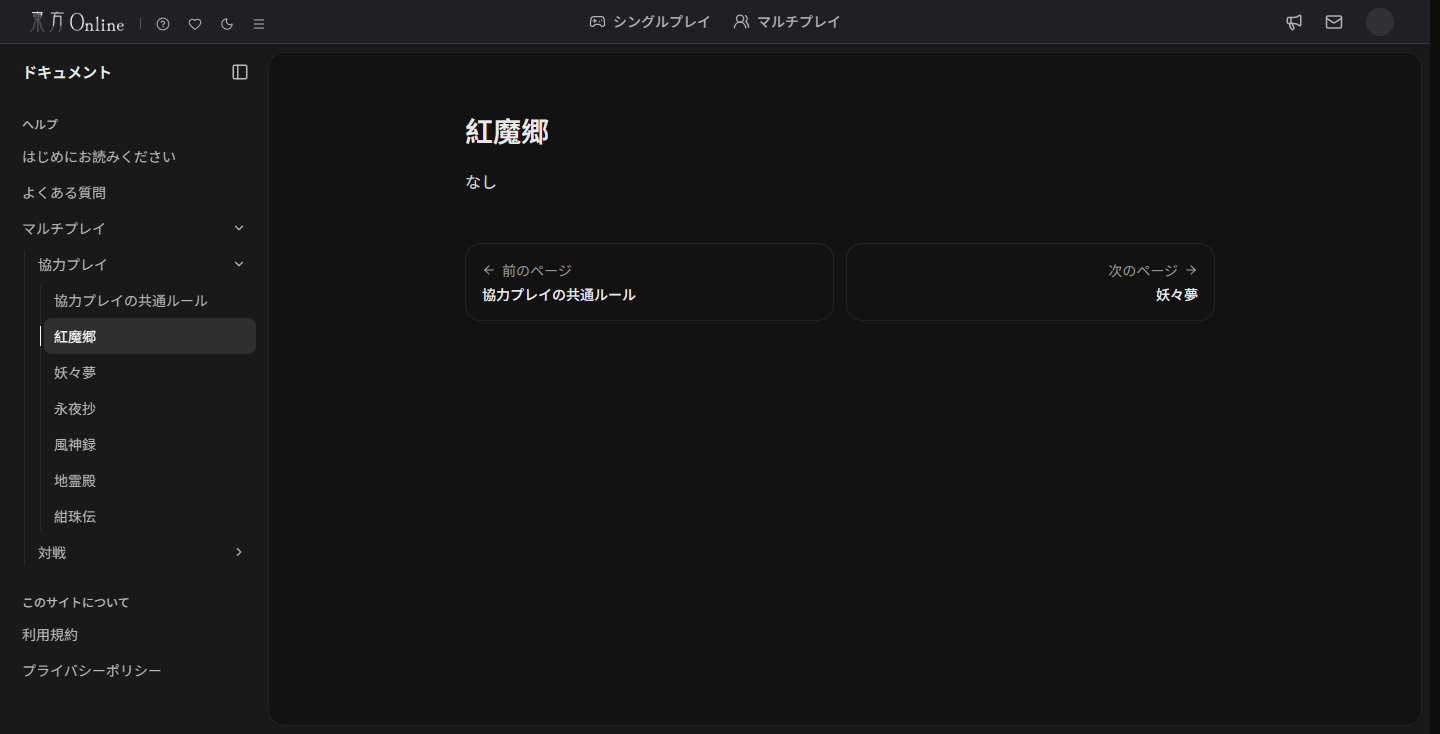 東方Online
シングルプレイ
マルチプレイ
ドキュメント
ヘルプ
はじめにお読みください
よくある質問
マルチプレイ
協力プレイ
協力プレイの共通ルール
紅魔郷
妖々夢
永夜抄
風神録
地霊殿
紺珠伝
対戦
このサイトについて
利用規約
プライバシーポリシー
紅魔郷
なし
← 前のページ
協力プレイの共通ルール
次のページ →
妖々夢